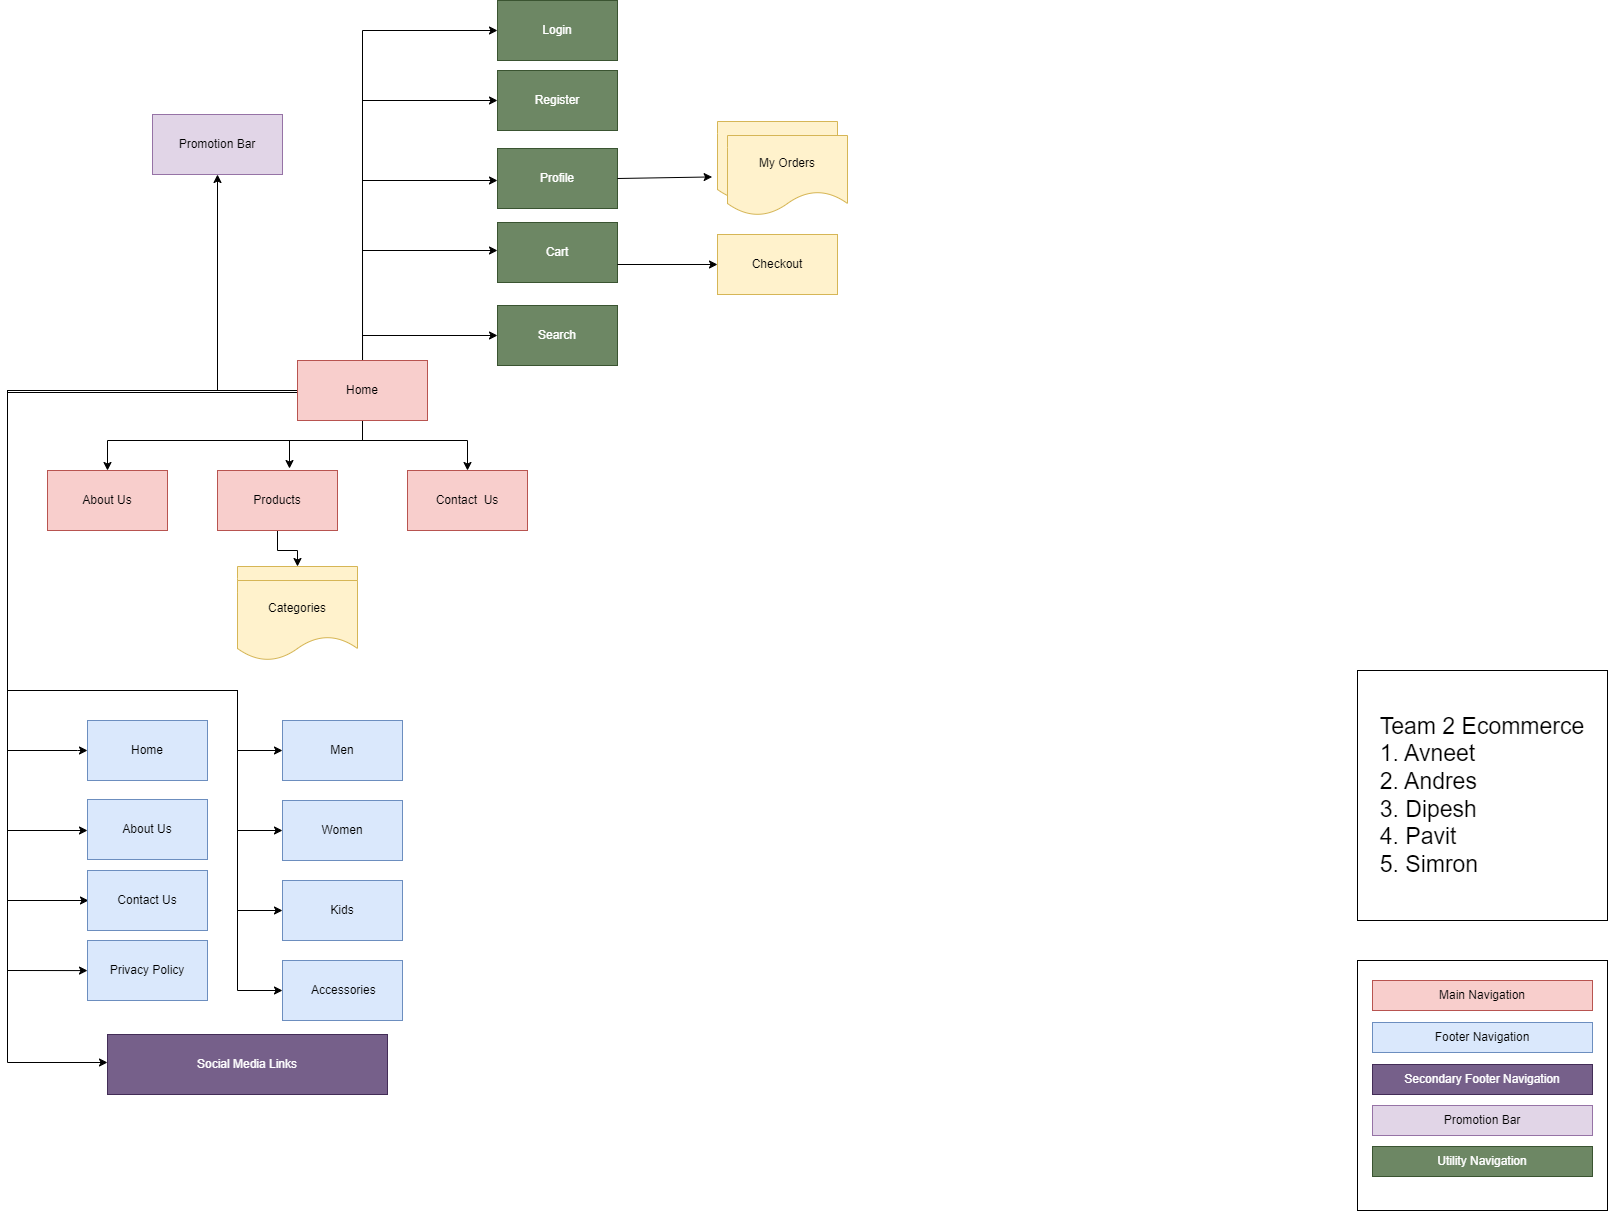 Login
Register
Promotion Bar
Profile
My Orders
Cart
Checkout
Search
Home
About Us
Products
Contact  Us
Categories
Home
Men
About Us
Women
Contact Us
Kids
Privacy Policy
Accessories
Social Media Links
Team 2 Ecommerce
1. Avneet
2. Andres
3. Dipesh
4. Pavit
5. Simron
Main Navigation
Footer Navigation
Secondary Footer Navigation
Promotion Bar
Utility Navigation